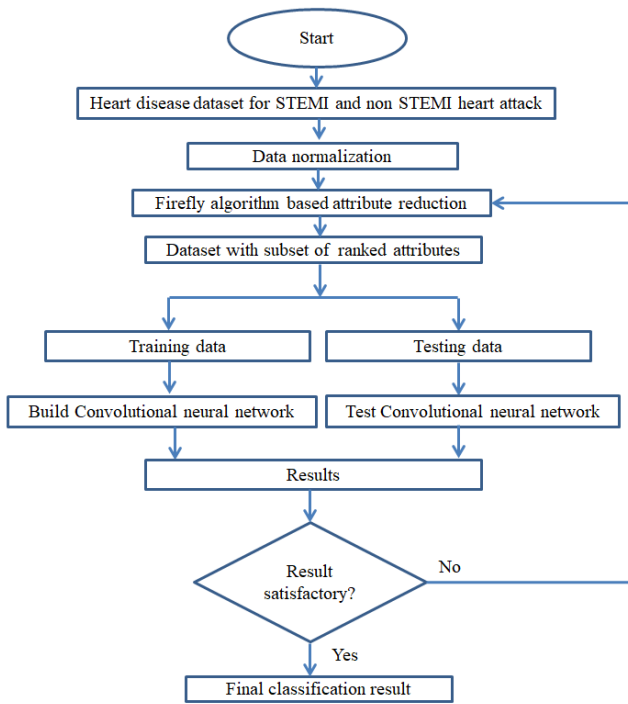 Start
Heart disease dataset for STEMI and non STEMI heart attack
Data normalization
Firefly algorithm based attribute reduction
Dataset with subset of ranked attributes
Training data
Testing data
Build Convolutional neural network
Test Convolutional neural network
Results
Result
satisfactory?
No
Yes
Final classification result